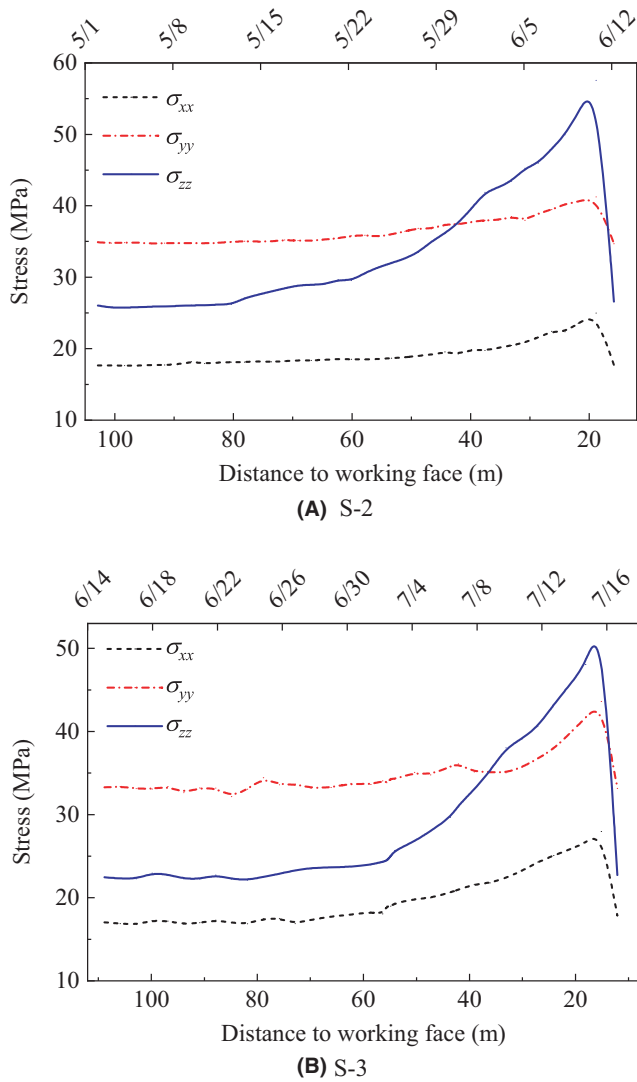 5/1 5/8 5/15 5/22 5/29 6/5 6/12
60
50
40
30
20
10
σxx
σyy
σzz
Stress (MPa)
100 80 60 40 20
Distance to working face (m)
(A) S-2
6/14 6/18 6/22 6/26 6/30 7/4 7/8 7/12 7/16
50
40
30
20
10
σxx
σyy
σzz
Stress (MPa)
100 80 60 40 20
Distance to working face (m)
(B) S-3